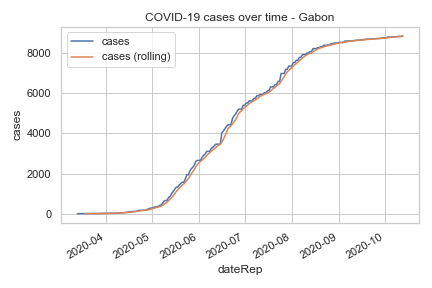 COVID-19 cases over time - Gabon
cases
cases (rolling)
8000
6000
4000
2000
0
cases
2020-04
2020-05
2020-06
2020-07
2020-08
2020-09
2020-10
dateRep